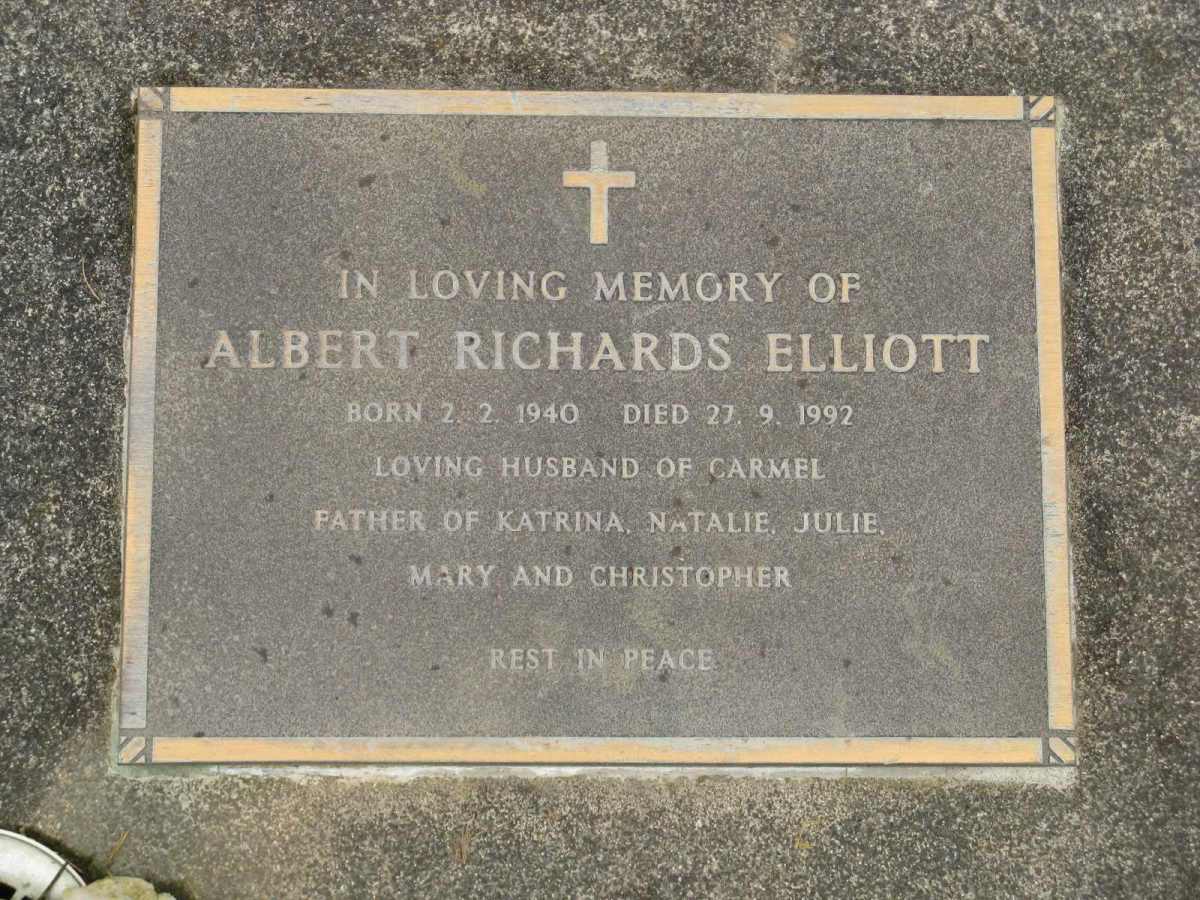 IN LOVING MEMORY OF
ALBERT RICHARDS ELLIOTT
BORN 2. 2. 1940 DIED 27. 9. 1992
LOVING HUSBAND OF CARMEL
FATHER OF KATRINA, NATALIE, JULIE,
MARY AND CHRISTOPHER
REST IN PEACE